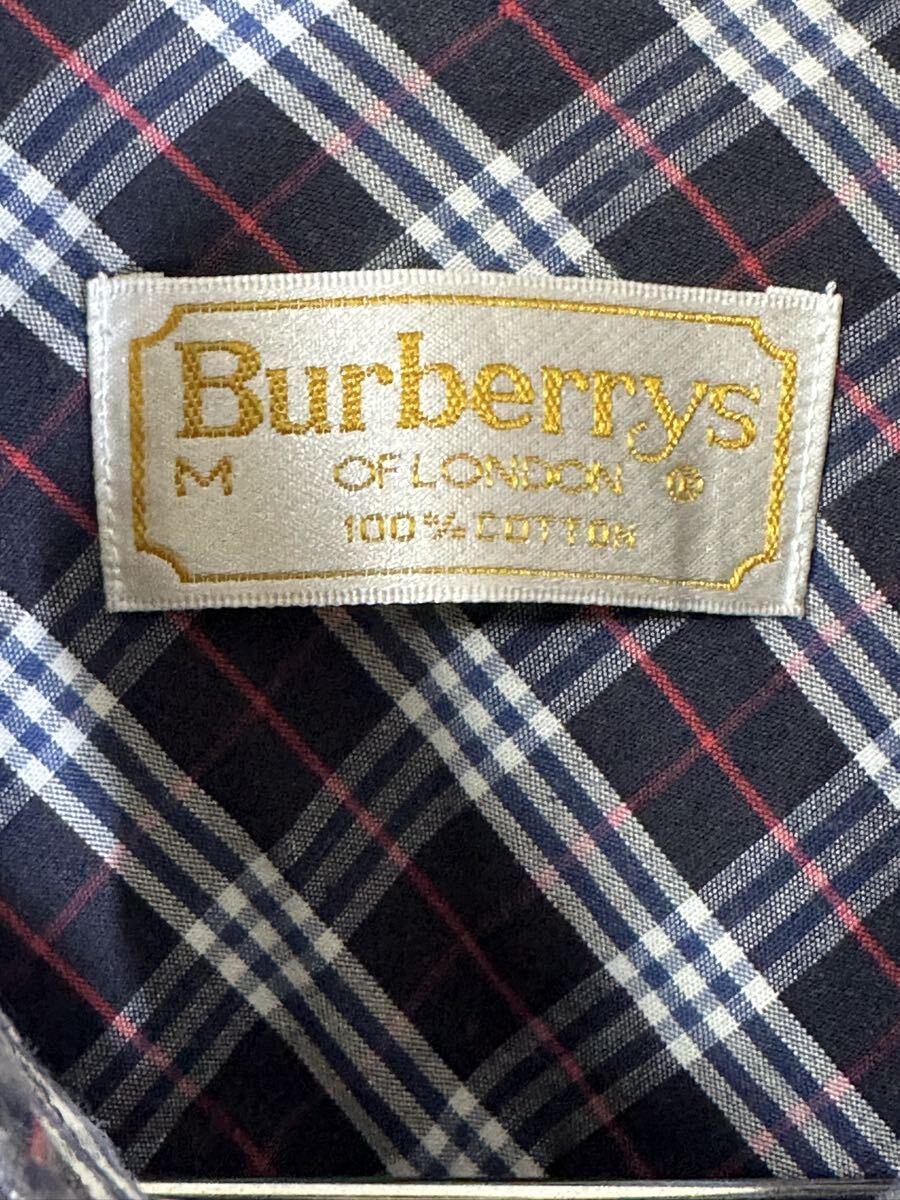 Burberrys
M OF LONDON ®
100% COTTON